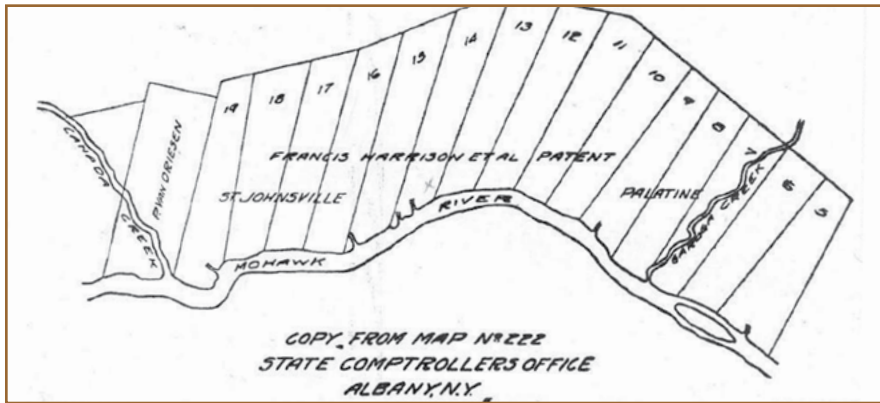 13
14
12
15
11
16
10
17
9
18
8
19
CANADA
CREEK
P. VAN DRIESEN
FRANCIS HARRISON ET AL PATENT
ST. JOHNSVILLE
PALATINE
GAROGA CREEK
6
5
RIVER
MOHAWK
COPY FROM MAP Nº 222
STATE COMPTROLLERS OFFICE
ALBANY, N.Y.